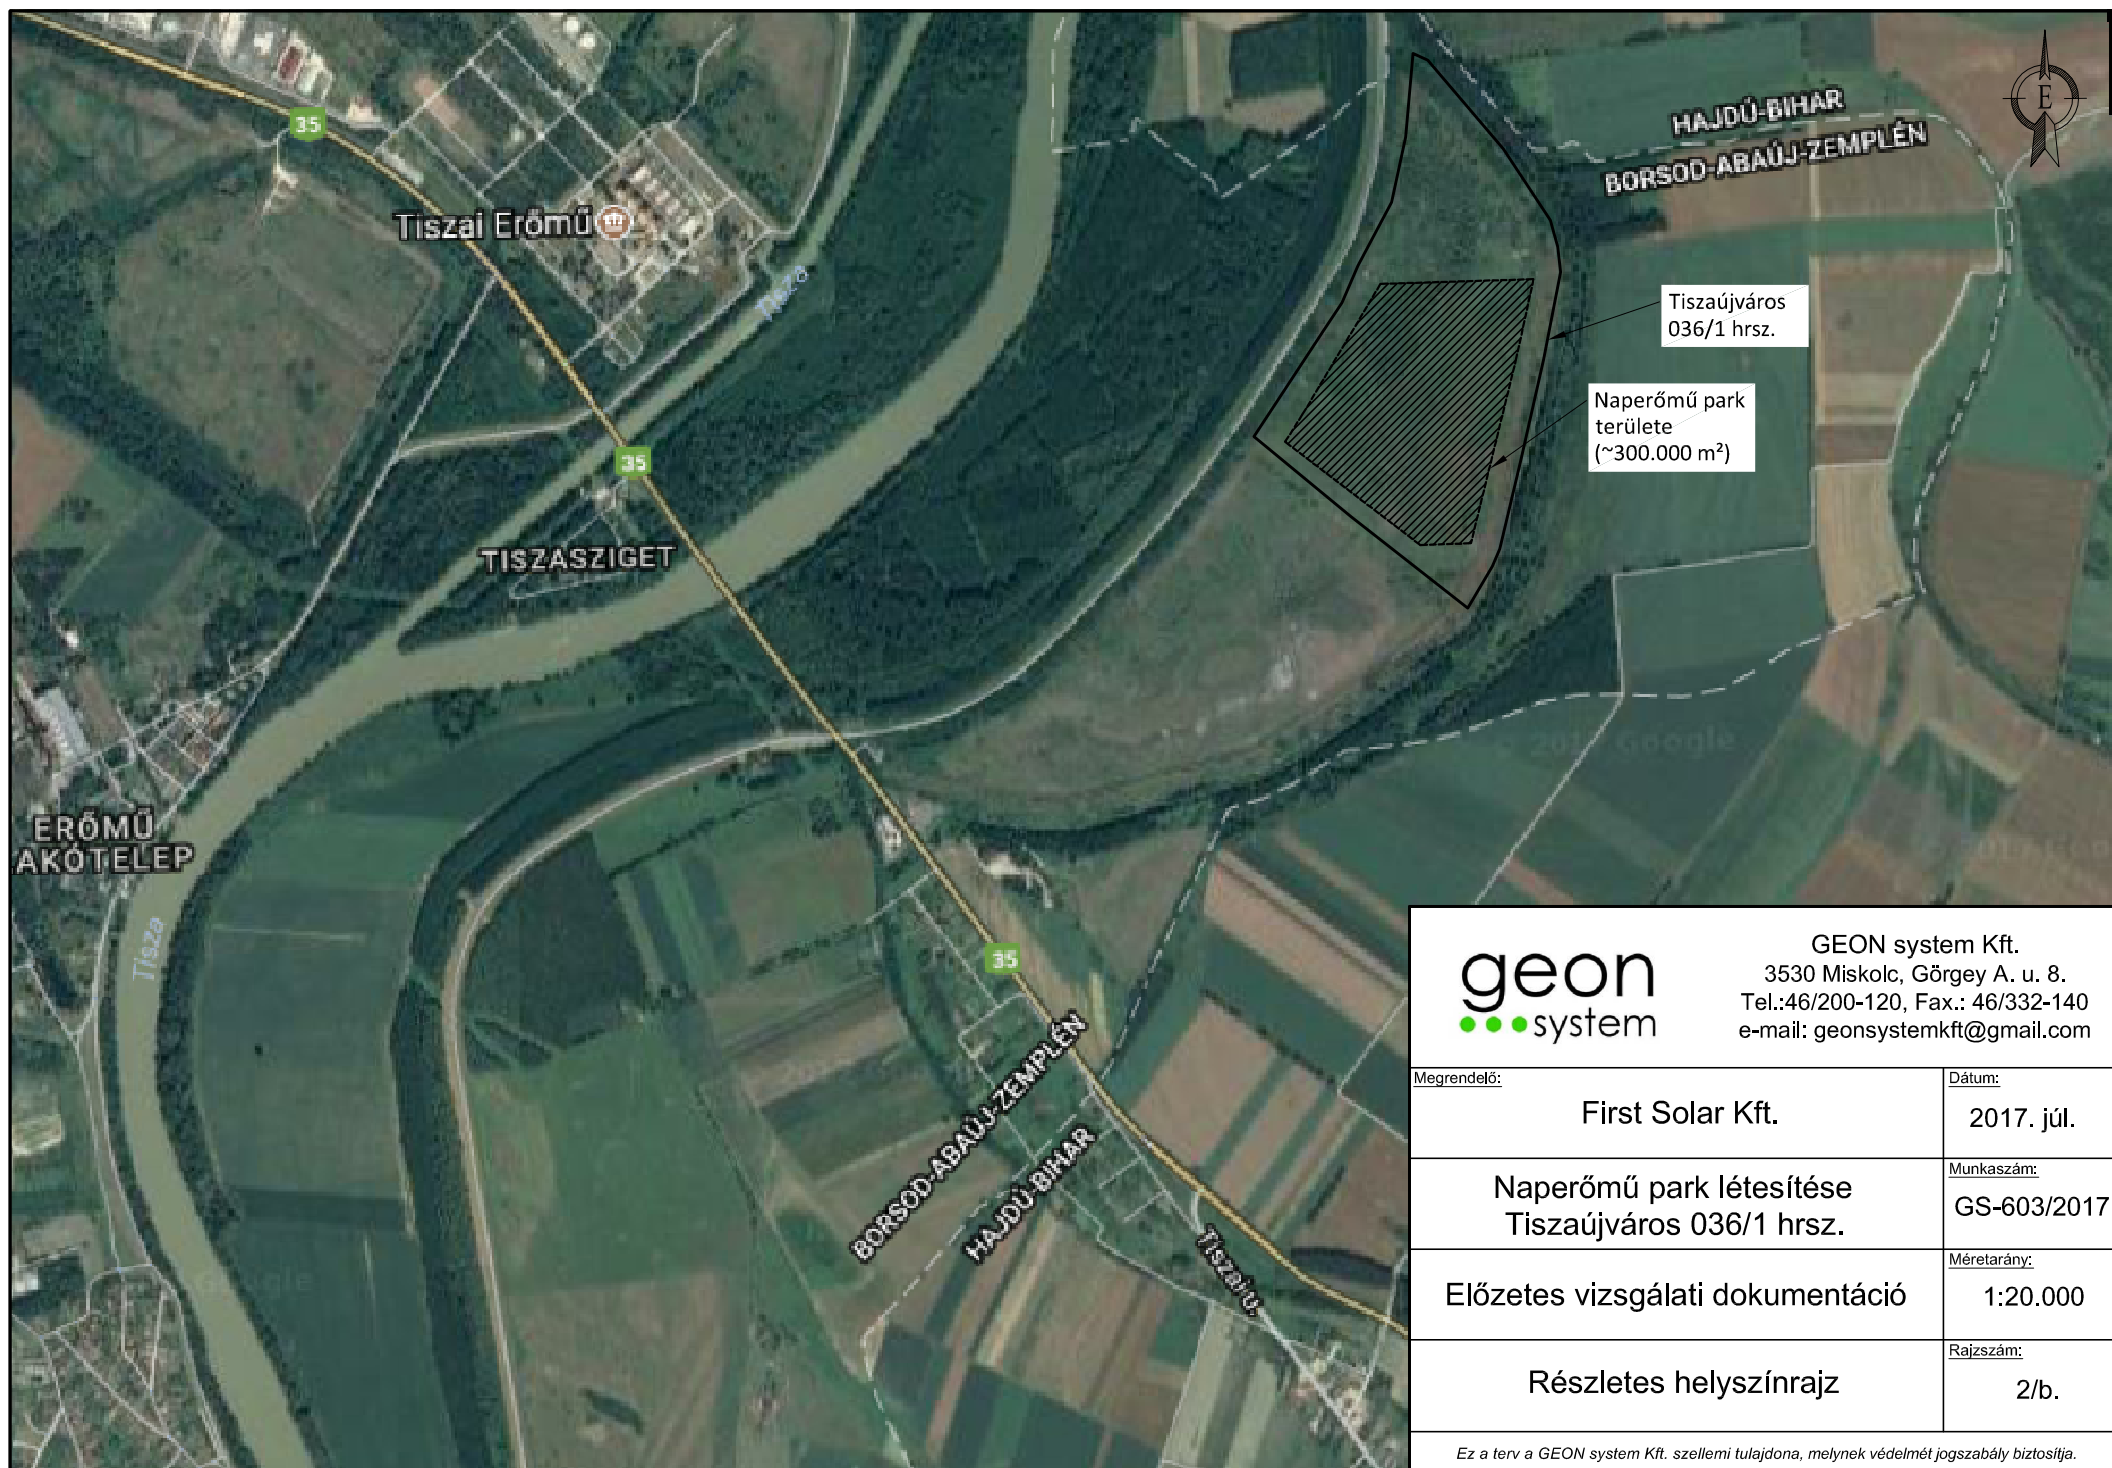 35
HAJDÚ-BIHAR
BORSOD-ABAÚJ-ZEMPLÉN
E
Tiszai Erőmű
Tisza
Tiszaújváros
036/1 hrsz.
Naperőmű park
területe
(~300.000 m²)
35
TISZASZIGET
Google
ERŐMŰ
AKÓTELEP
Tisza
35
BORSOD-ABAÚJ-ZEMPLÉN
HAJDÚ-BIHAR
Google
geon
system
GEON system Kft.
3530 Miskolc, Görgey A. u. 8.
Tel.:46/200-120, Fax.: 46/332-140
e-mail: geonsystemkft@gmail.com
Megrendelő:
First Solar Kft.
Dátum:
2017. júl.
Naperőmű park létesítése
Tiszaújváros 036/1 hrsz.
Munkaszám:
GS-603/2017
Előzetes vizsgálati dokumentáció
Méretarány:
1:20.000
Részletes helyszínrajz
Rajzszám:
2/b.
Ez a terv a GEON system Kft. szellemi tulajdona, melynek védelmét jogszabály biztosítja.